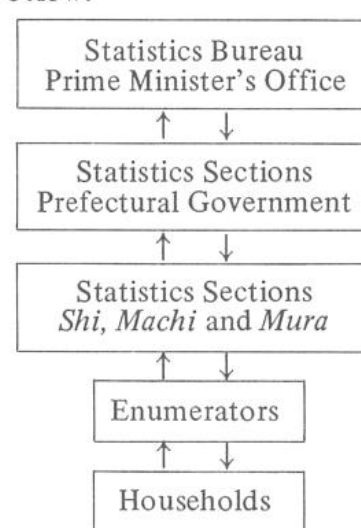 Statistics Bureau
Prime Minister's Office
Statistics Sections
Prefectural Government
Statistics Sections
Shi, Machi and Mura
Enumerators
Households